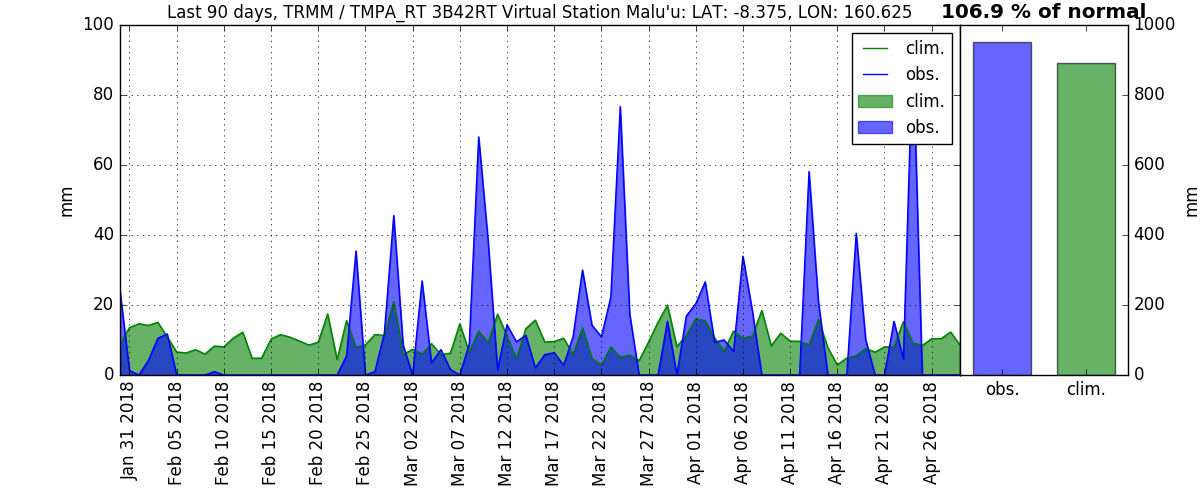 Last 90 days, TRMM / TMPA_RT 3B42RT Virtual Station Malu'u: LAT: -8.375, LON: 160.625
106.9 % of normal
mm
100
80
60
40
20
0
clim.
obs.
clim.
obs.
Jan 31 2018
Feb 05 2018
Feb 10 2018
Feb 15 2018
Feb 20 2018
Feb 25 2018
Mar 02 2018
Mar 07 2018
Mar 12 2018
Mar 17 2018
Mar 22 2018
Mar 27 2018
Apr 01 2018
Apr 06 2018
Apr 11 2018
Apr 16 2018
Apr 21 2018
Apr 26 2018
1000
800
600
400
200
0
mm
obs.
clim.